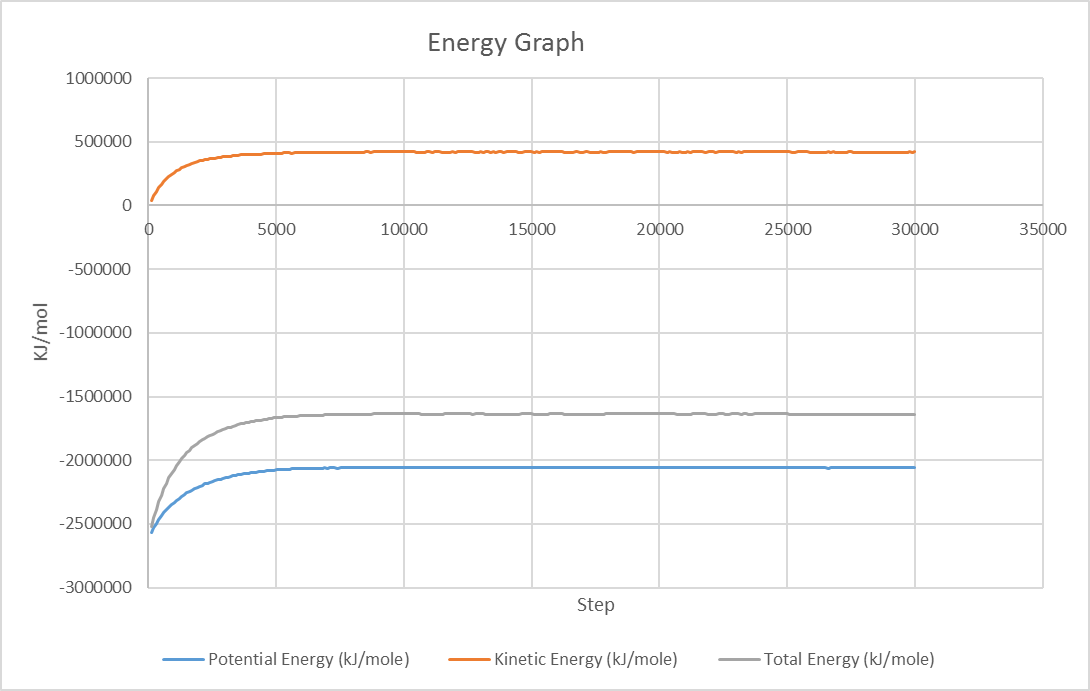 Energy Graph
1000000
500000
0
-500000
-1000000
-1500000
-2000000
-2500000
-3000000
KJ/mol
0 5000 10000 15000 20000 25000 30000 35000
Step
Potential Energy (kJ/mole) Kinetic Energy (kJ/mole) Total Energy (kJ/mole)